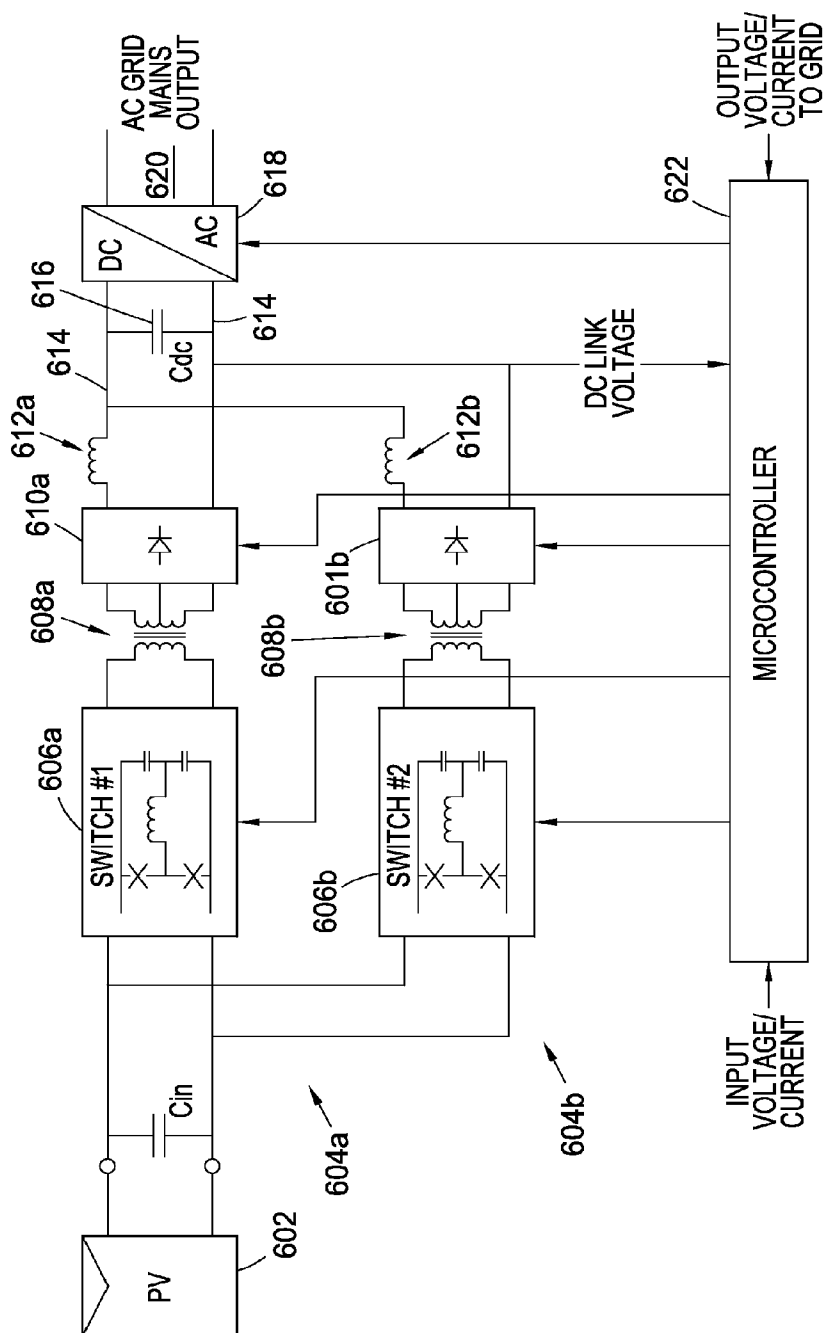 PV
602
Cin
604a
604b
606a
SWITCH #1
606b
SWITCH #2
608a
608b
610a
601b
612a
612b
614
616
Cdc
614
DC
AC
618
620
AC GRID
MAINS
OUTPUT
DC LINK
VOLTAGE
INPUT
VOLTAGE/
CURRENT
MICROCONTROLLER
622
OUTPUT
VOLTAGE/
CURRENT
TO GRID